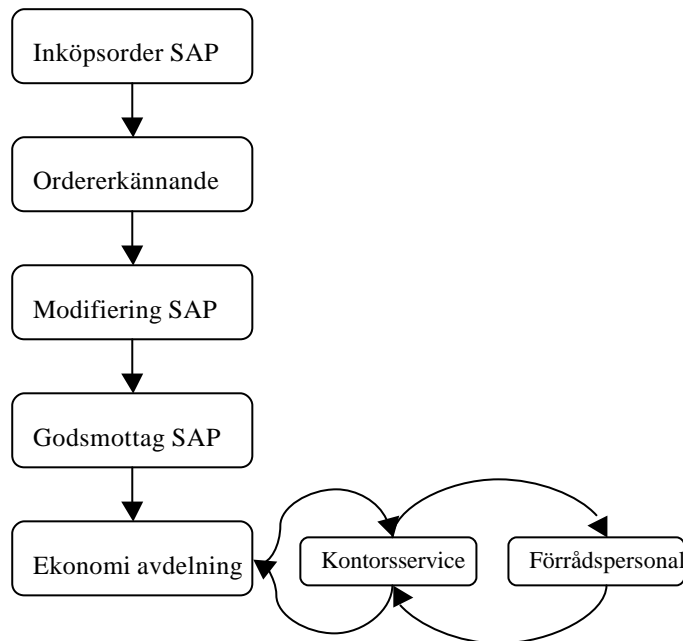 Inköpsorder SAP
Ordererkännande
Modifiering SAP
Godsmottag SAP
Ekonomi avdelning
Kontorsservice
Förrådspersonal